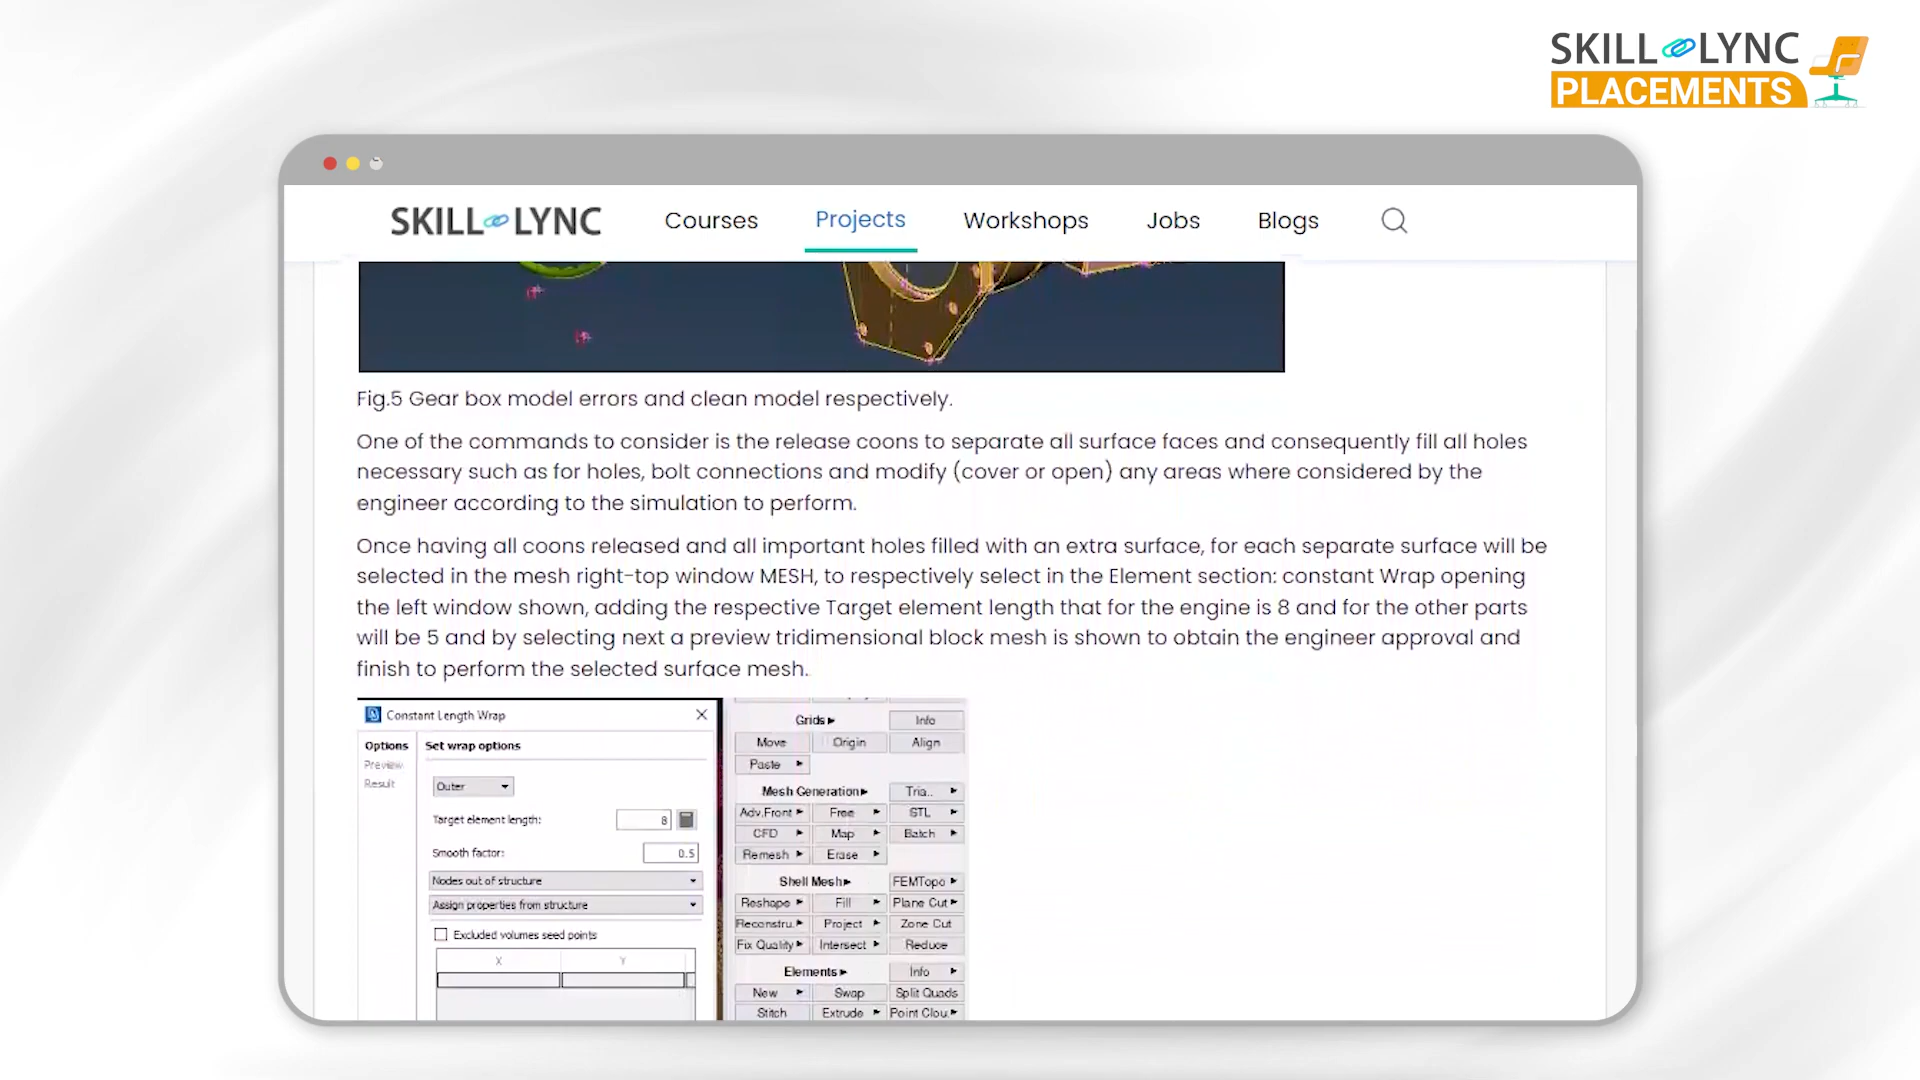 SKILL LYNC
PLACEMENTS
SKILL LYNC Courses Projects Workshops Jobs Blogs
Fig.5 Gear box model errors and clean model respectively.
One of the commands to consider is the release coons to separate all surface faces and consequently fill all holes
necessary such as for holes, bolt connections and modify (cover or open) any areas where considered by the
engineer according to the simulation to perform.
Once having all coons released and all important holes filled with an extra surface, for each separate surface will be
selected in the mesh right-top window MESH, to respectively select in the Element section: constant Wrap opening
the left window shown, adding the respective Target element length that for the engine is 8 and for the other parts
will be 5 and by selecting next a preview tridimensional block mesh is shown to obtain the engineer approval and
finish to perform the selected surface mesh.
Constant Length Wrap
Options
Preview
Result
Set wrap options
Outer
Target element length: 8
Smooth factor: 0.5
Nodes out of structure
Assign properties from structure
Excluded volumes seed points
X Y
Grids Info
Move Origin Align
Paste
Mesh Generation Tria..
Adv.Front Free STL
CFD Map Batch
Remesh Erase
Shell Mesh FEMTopo
Reshape Fill Plane Cut
Reconstru. Project Zone Cut
Fix Quality Intersect Reduce
Elements Info
New Swap Split Quads
Stitch Extrude Point Clou.